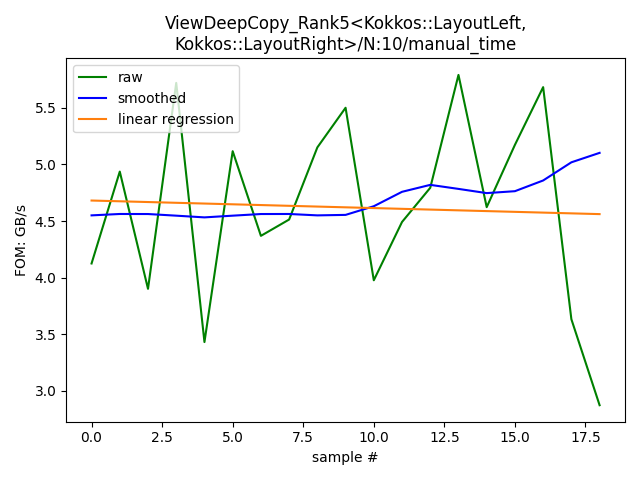 ViewDeepCopy_Rank5<Kokkos::LayoutLeft,
Kokkos::LayoutRight>/N:10/manual_time
raw
smoothed
linear regression
FOM: GB/s
5.5
5.0
4.5
4.0
3.5
3.0
0.0 2.5 5.0 7.5 10.0 12.5 15.0 17.5
sample #